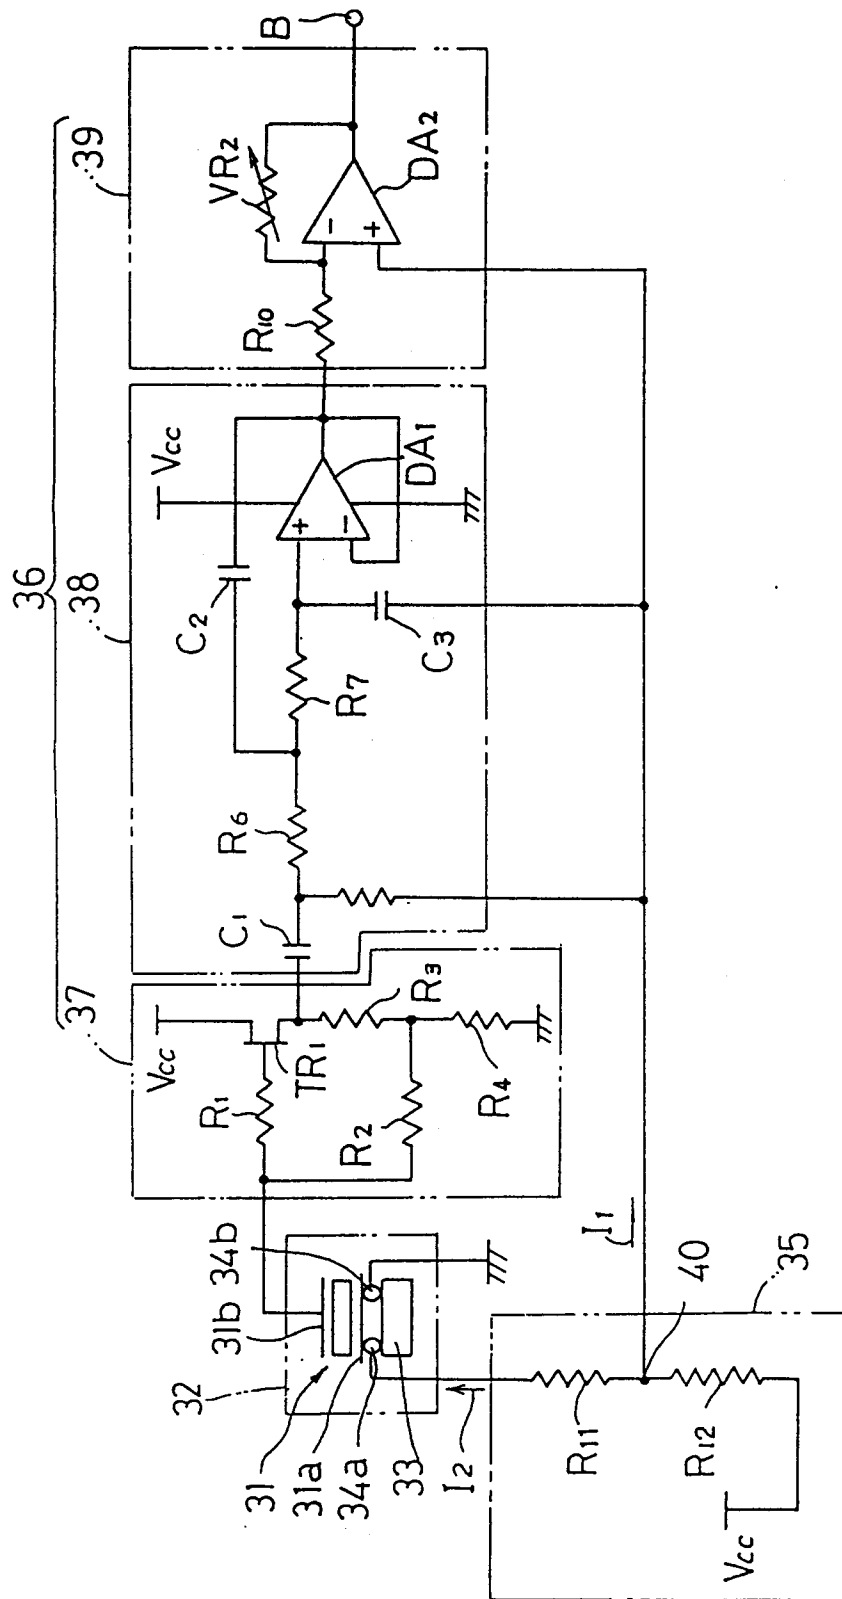 36
37
38
39
Vcc
Vcc
VR2
B
C2
R10
DA1
DA2
C1
R6
R7
C3
R1
TR1
R3
R2
R4
32
31b
34b
31
31a
34a
33
I2
I1
40
35
R11
R12
Vcc
+
−
−
+